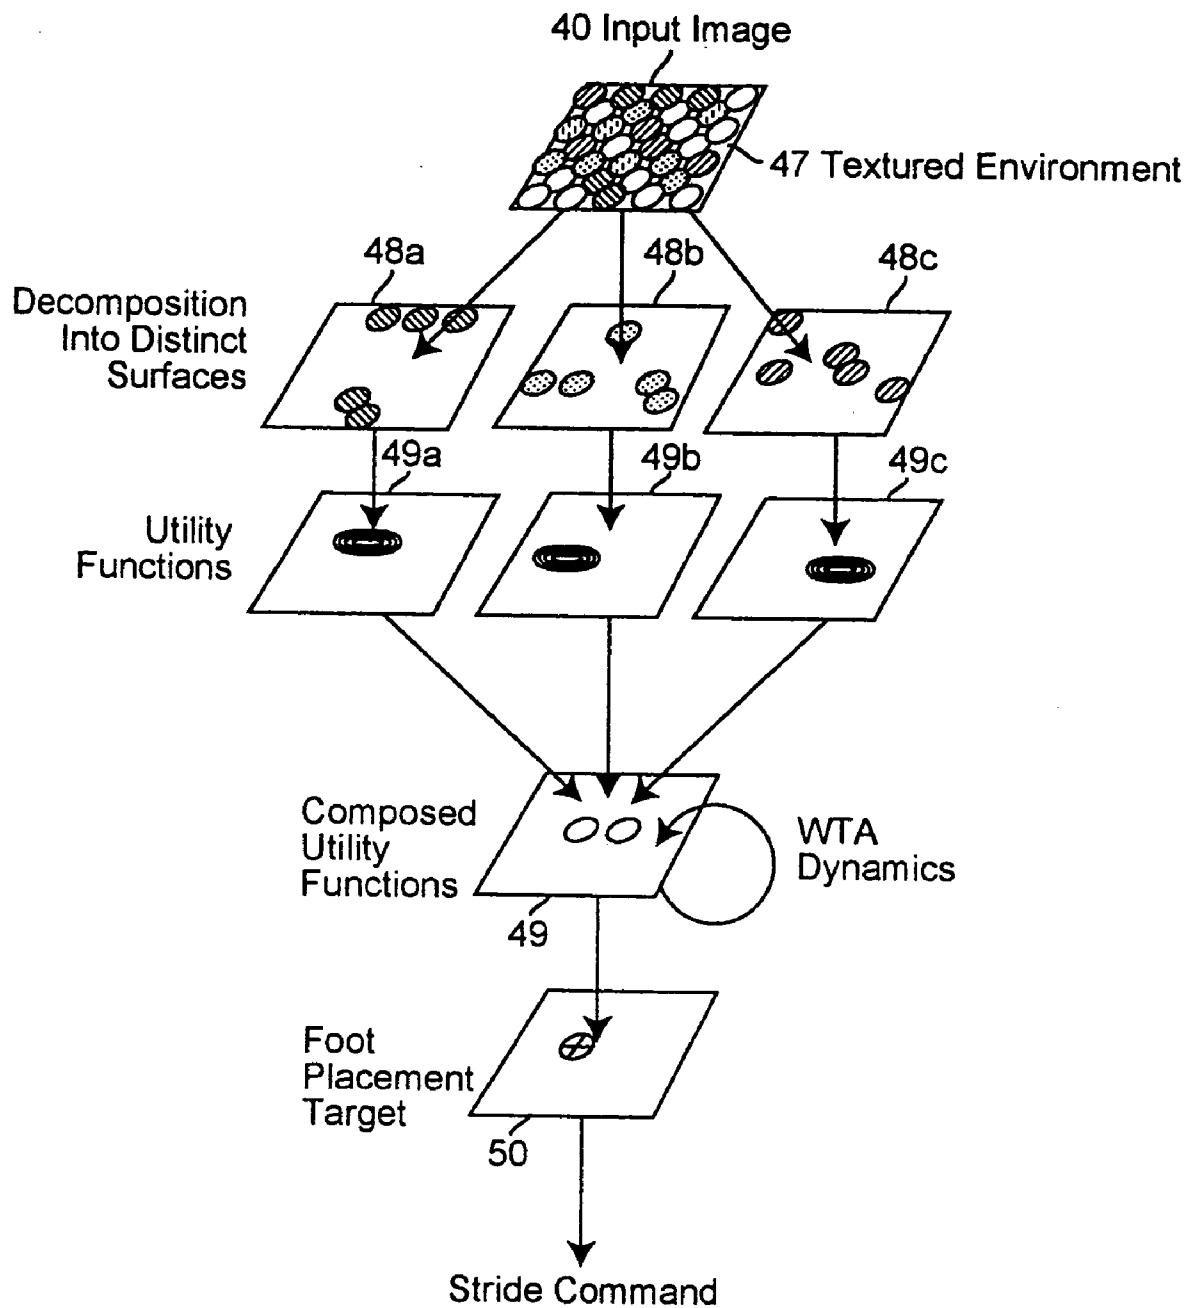 40 Input Image
47 Textured Environment
48a
48b
48c
Decomposition
Into Distinct
Surfaces
49a
49b
49c
Utility
Functions
Composed
Utility
Functions
WTA
Dynamics
49
Foot
Placement
Target
50
Stride Command